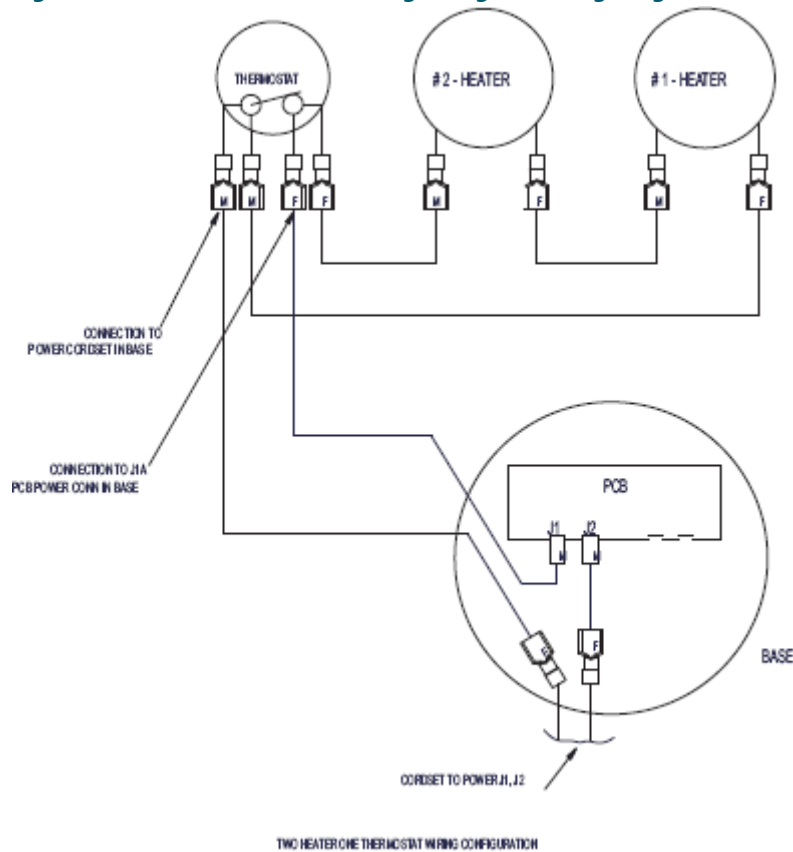 THERMOSTAT
#2 - HEATER
#1 - HEATER
M
M
F
F
M
F
M
F
CONNECTION TO
POWER CORDSET IN BASE
CONNECTION TO J1A
PCB POWER CONN IN BASE
PCB
J1
J2
M
M
F
BASE
CORDSET TO POWER J1, J2
TWO HEATER ONE THERMOSTAT WIRING CONFIGURATION